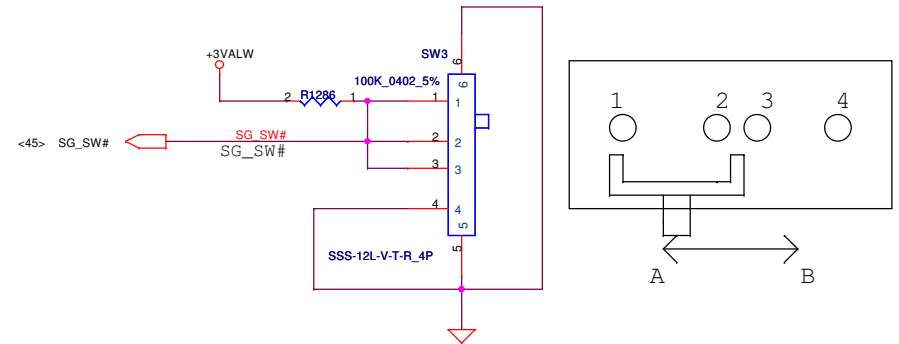 +3VALW
SW3
6
6
100K_0402_5%
2 R1286 1
1 1
<45> SG_SW#
SG_SW#
SG_SW#
2 2
3 3
4 4
5
5
SSS-12L-V-T-R_4P
1 2 3 4
A B